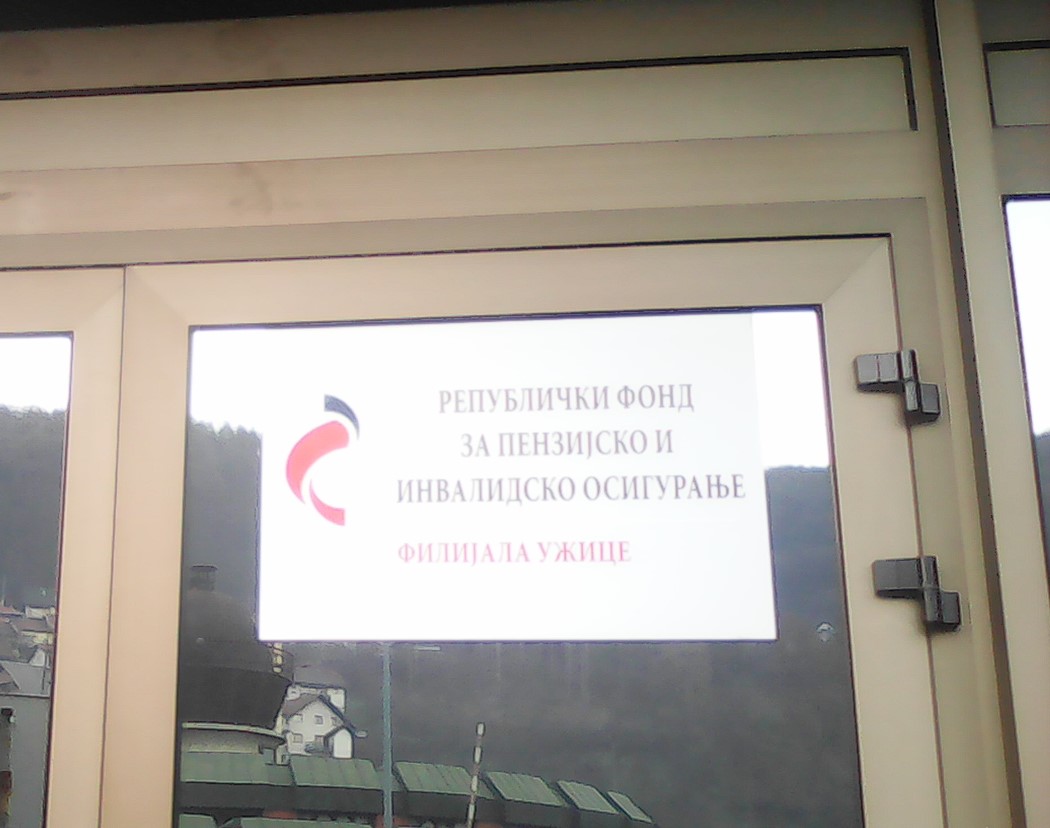 РЕПУБЛИЧКИ ФОНД
ЗА ПЕНЗИЈСКО И
ИНВАЛИДСКО ОСИГУРАЊЕ
ФИЛИЈАЛА УЖИЦЕ